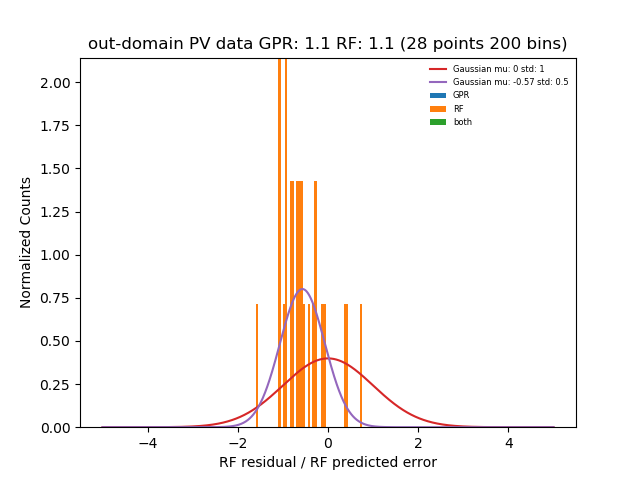 out-domain PV data GPR: 1.1 RF: 1.1 (28 points 200 bins)
Gaussian mu: 0 std: 1
Gaussian mu: -0.57 std: 0.5
GPR
RF
both
Normalized Counts
2.00
1.75
1.50
1.25
1.00
0.75
0.50
0.25
0.00
−4 −2 0 2 4
RF residual / RF predicted error